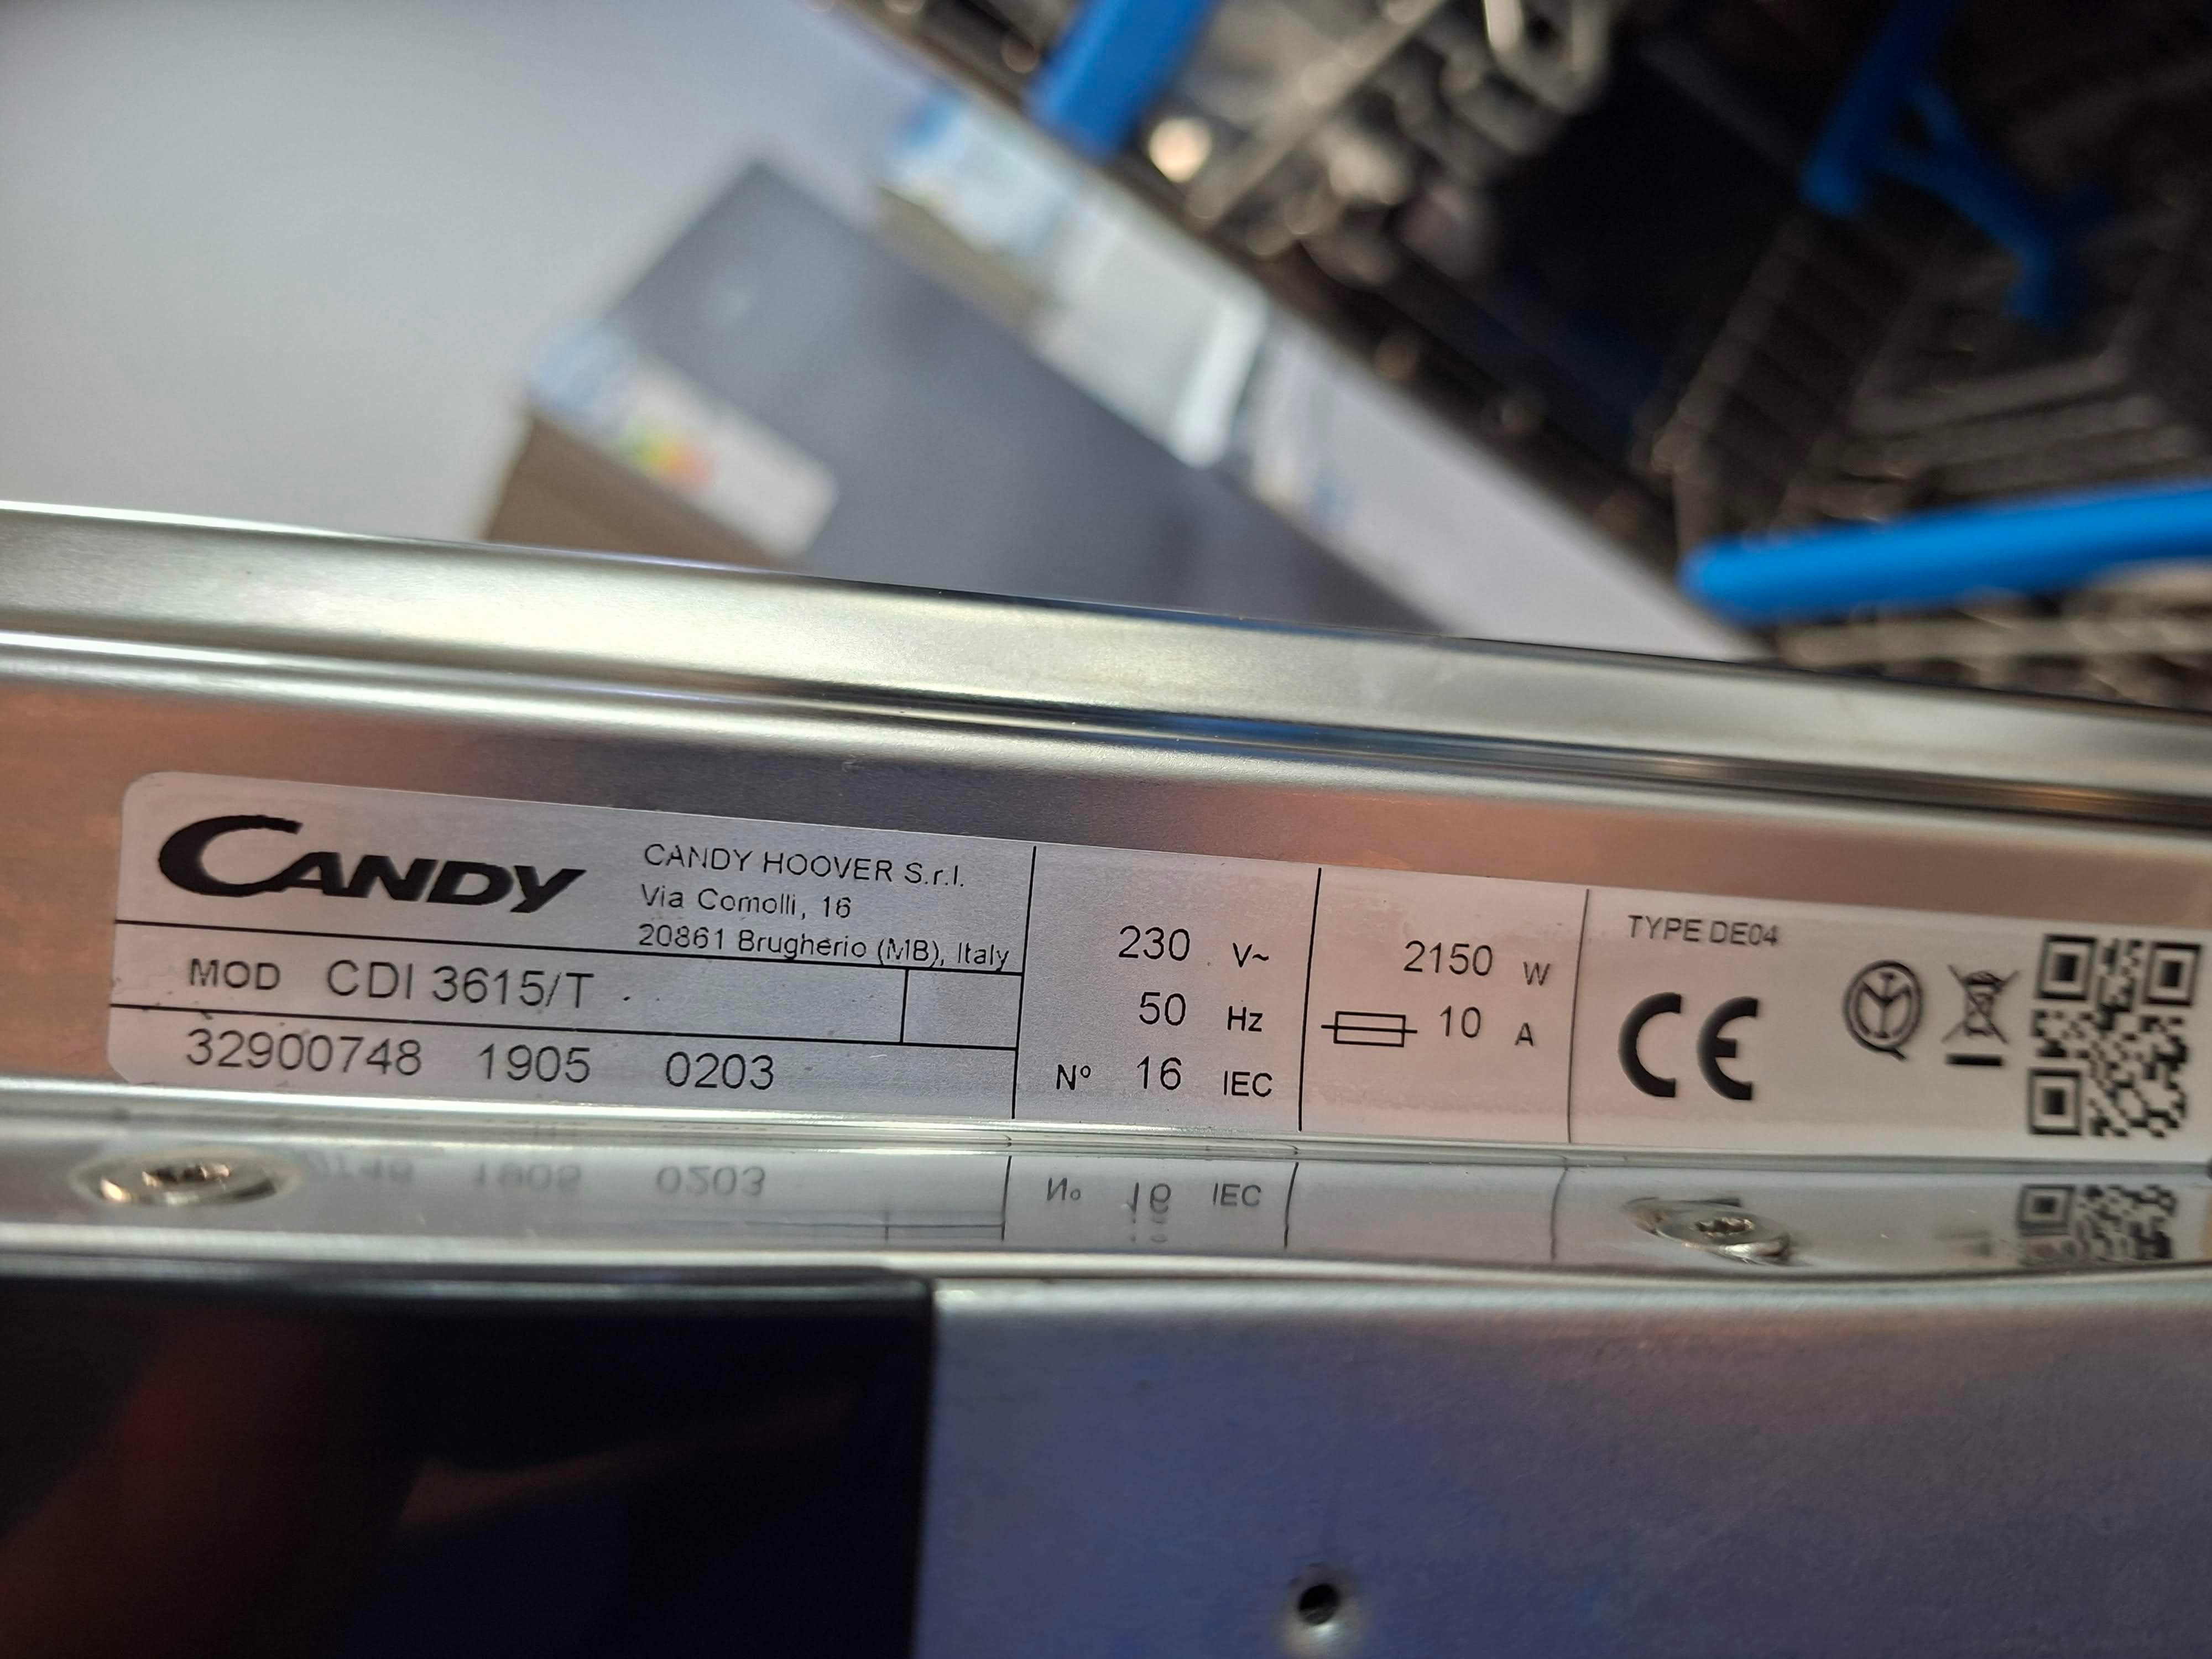 CANDY
CANDY HOOVER S.r.l.
Via Comolli, 16
20861 Brugherio (MB), Italy
MOD CDI 3615/T
32900748 1905 0203
230 V~
50 Hz
Nº 16 IEC
2150 W
10 A
TYPE DE04
CE